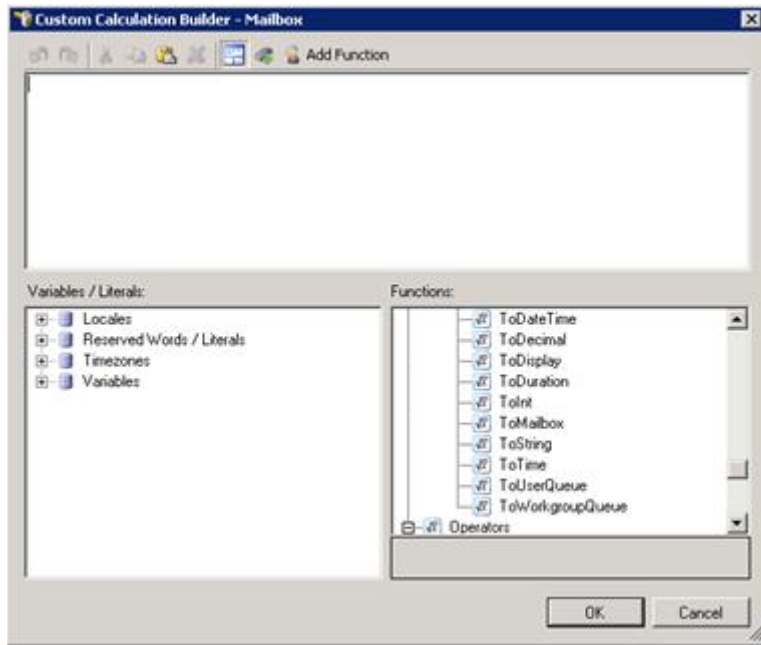 Custom Calculation Builder - Mailbox
Add Function
Variables / Literals:
Functions:
Locales
Reserved Words / Literals
Timezones
Variables
ToDateTime
ToDecimal
ToDisplay
ToDuration
ToInt
ToMailbox
ToString
ToTime
ToUserQueue
ToWorkgroupQueue
Operators
OK
Cancel